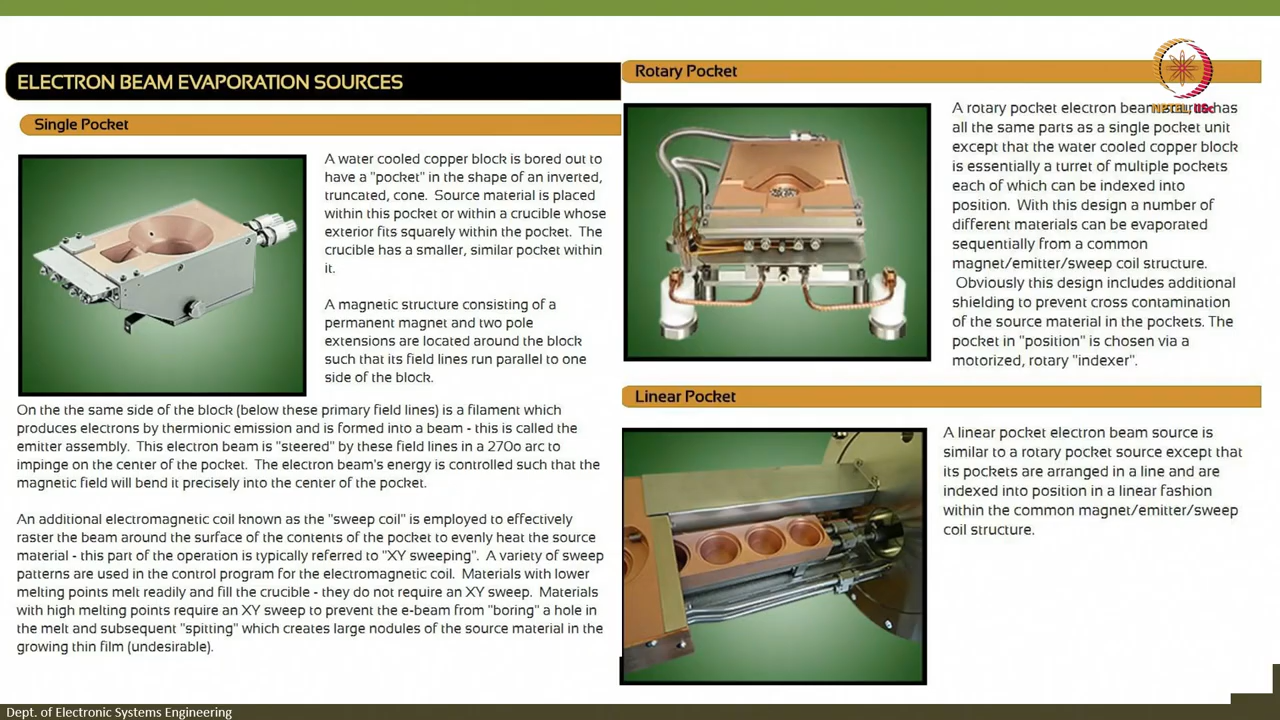 ELECTRON BEAM EVAPORATION SOURCES
Single Pocket
A water cooled copper block is bored out to
have a "pocket" in the shape of an inverted,
truncated, cone. Source material is placed
within this pocket or within a crucible whose
exterior fits squarely within the pocket. The
crucible has a smaller, similar pocket within
it.
A magnetic structure consisting of a
permanent magnet and two pole
extensions are located around the block
such that its field lines run parallel to one
side of the block.
On the the same side of the block (below these primary field lines) is a filament which
produces electrons by thermionic emission and is formed into a beam - this is called the
emitter assembly. This electron beam is "steered" by these field lines in a 270o arc to
impinge on the center of the pocket. The electron beam's energy is controlled such that the
magnetic field will bend it precisely into the center of the pocket.
An additional electromagnetic coil known as the "sweep coil" is employed to effectively
raster the beam around the surface of the contents of the pocket to evenly heat the source
material - this part of the operation is typically referred to "XY sweeping". A variety of sweep
patterns are used in the control program for the electromagnetic coil. Materials with lower
melting points melt readily and fill the crucible - they do not require an XY sweep. Materials
with high melting points require an XY sweep to prevent the e-beam from "boring" a hole in
the melt and subsequent "spitting" which creates large nodules of the source material in the
growing thin film (undesirable).
Rotary Pocket
A rotary pocket electron beam has
all the same parts as a single pocket unit
except that the water cooled copper block
is essentially a turret of multiple pockets
each of which can be indexed into
position. With this design a number of
different materials can be evaporated
sequentially from a common
magnet/emitter/sweep coil structure.
Obviously this design includes additional
shielding to prevent cross contamination
of the source material in the pockets. The
pocket in "position" is chosen via a
motorized, rotary "indexer".
Linear Pocket
A linear pocket electron beam source is
similar to a rotary pocket source except that
its pockets are arranged in a line and are
indexed into position in a linear fashion
within the common magnet/emitter/sweep
coil structure.
Dept. of Electronic Systems Engineering